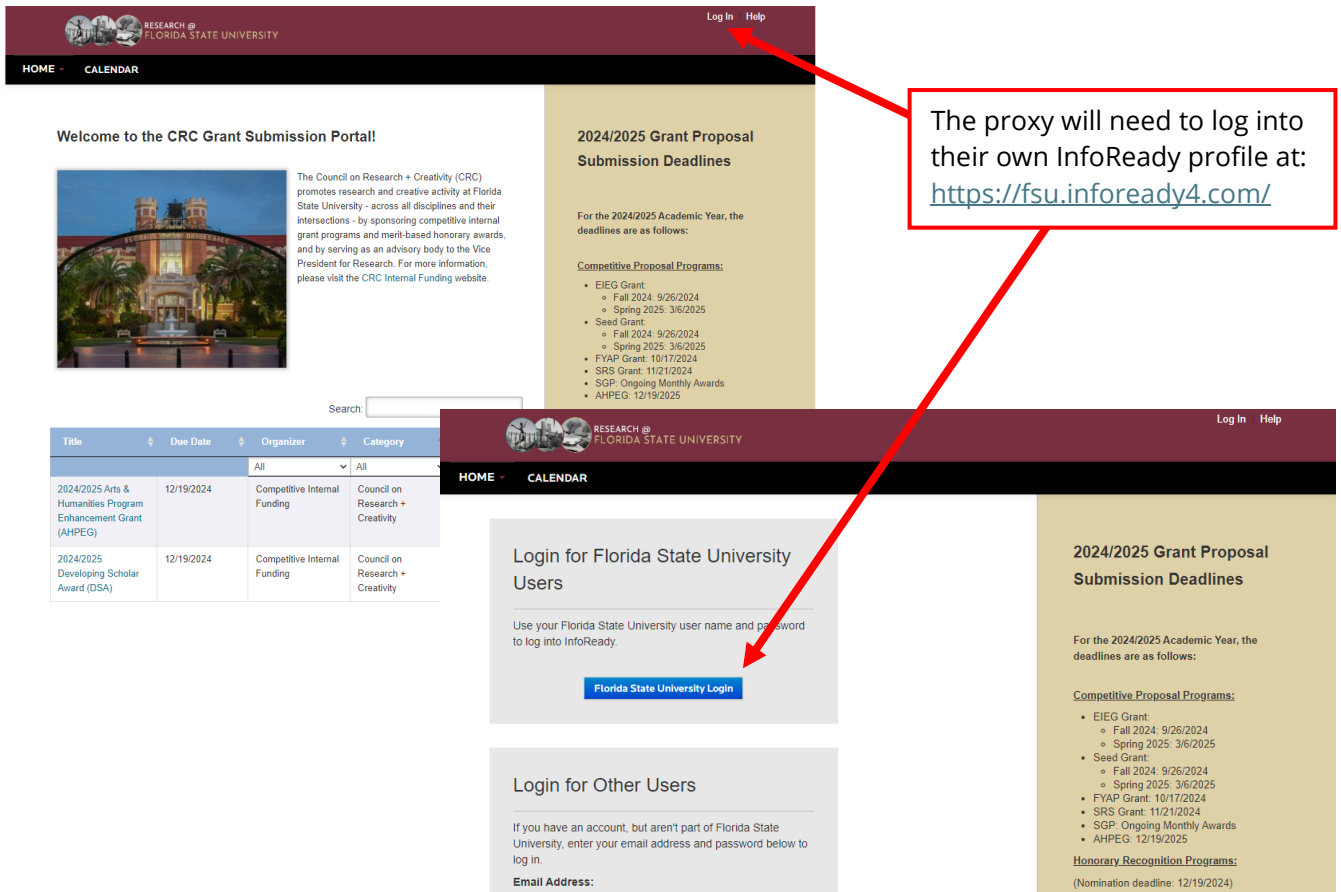 RESEARCH @
FLORIDA STATE UNIVERSITY
Log In
Help
HOME
CALENDAR
Welcome to the CRC Grant Submission Portal!
The Council on Research + Creativity (CRC)
promotes research and creative activity at Florida
State University - across all disciplines and their
intersections - by sponsoring competitive internal
grant programs and merit-based honorary awards,
and by serving as an advisory body to the Vice
President for Research. For more information,
please visit the CRC Internal Funding website.
Search:
Title
Due Date
Organizer
Category
All
All
2024/2025 Arts &
Humanities Program
Enhancement Grant
(AHPEG)
12/19/2024
Competitive Internal
Funding
Council on
Research +
Creativity
2024/2025
Developing Scholar
Award (DSA)
12/19/2024
Competitive Internal
Funding
Council on
Research +
Creativity
2024/2025 Grant Proposal
Submission Deadlines
For the 2024/2025 Academic Year, the
deadlines are as follows:
Competitive Proposal Programs:
EIEG Grant:
Fall 2024: 9/26/2024
Spring 2025: 3/6/2025
Seed Grant:
Fall 2024: 9/26/2024
Spring 2025: 3/6/2025
FYAP Grant: 10/17/2024
SRS Grant: 11/21/2024
SGP: Ongoing Monthly Awards
AHPEG: 12/19/2025
The proxy will need to log into
their own InfoReady profile at:
https://fsu.infoready4.com/
RESEARCH @
FLORIDA STATE UNIVERSITY
Log In
Help
HOME
CALENDAR
Login for Florida State University
Users
Use your Florida State University user name and password
to log into InfoReady.
Florida State University Login
Login for Other Users
If you have an account, but aren't part of Florida State
University, enter your email address and password below to
log in.
Email Address:
2024/2025 Grant Proposal
Submission Deadlines
For the 2024/2025 Academic Year, the
deadlines are as follows:
Competitive Proposal Programs:
EIEG Grant:
Fall 2024: 9/26/2024
Spring 2025: 3/6/2025
Seed Grant:
Fall 2024: 9/26/2024
Spring 2025: 3/6/2025
FYAP Grant: 10/17/2024
SRS Grant: 11/21/2024
SGP: Ongoing Monthly Awards
AHPEG: 12/19/2025
Honorary Recognition Programs:
(Nomination deadline: 12/19/2024)